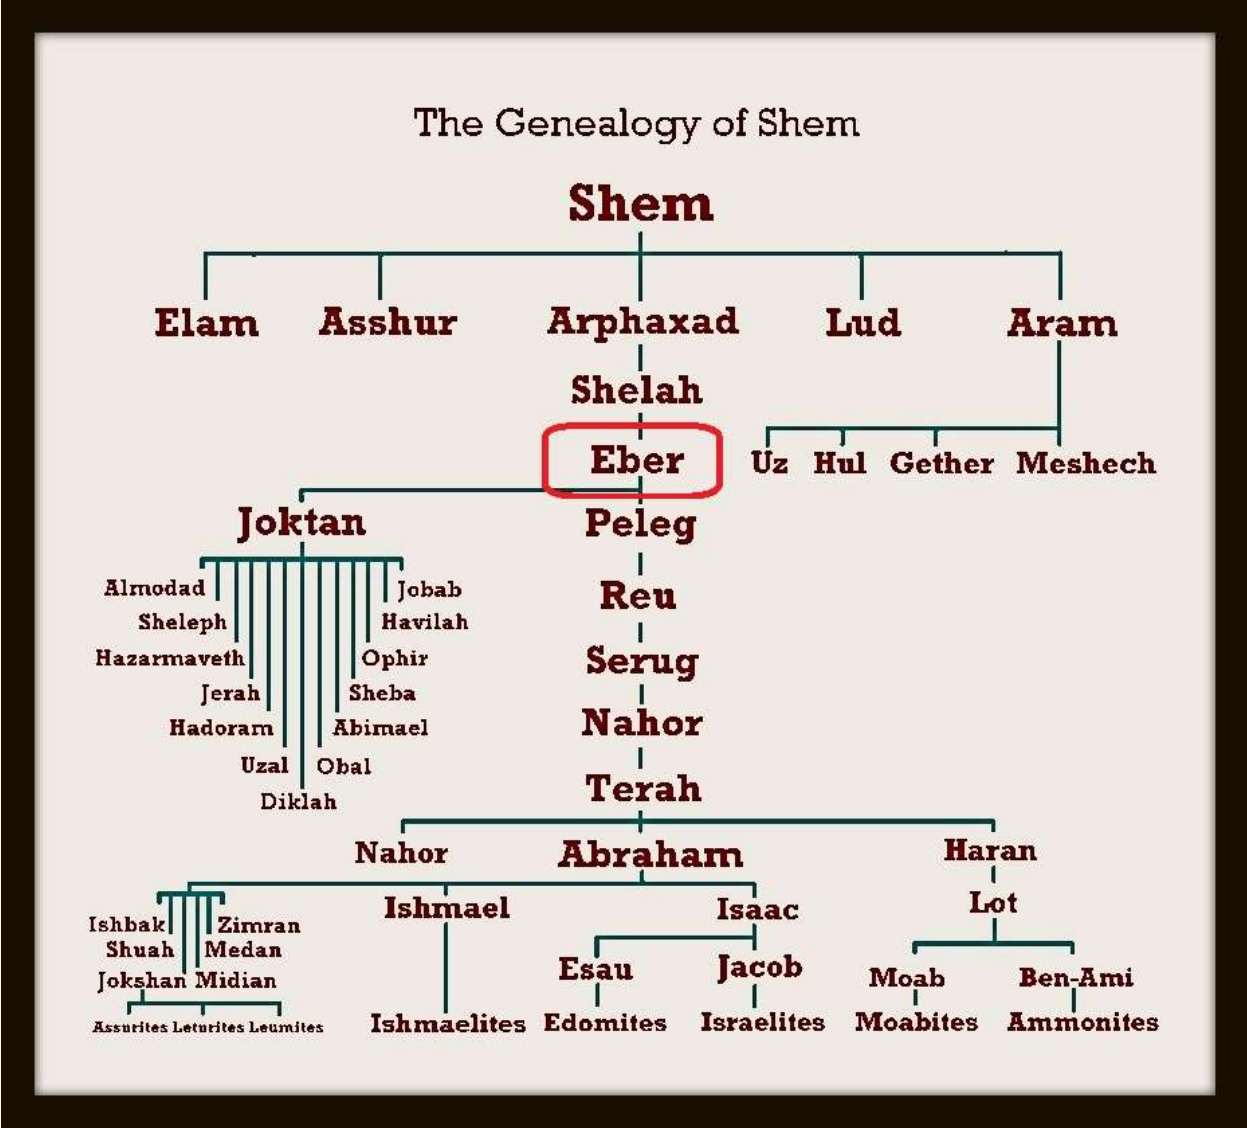 The Genealogy of Shem
Shem
Elam Asshur Arphaxad Lud Aram
Shelah
Eber Uz Hul Gether Meshech
Joktan Peleg
Almodad Jobab Reu
Sheleph Havilah
Hazarmaveth Ophir Serug
Jerah Sheba
Hadoram Abimael Nahor
Uzal Obal
Diklah Terah
Nahor Abraham Haran
Ishmael Isaac Lot
Ishbak Zimran
Shuah Medan
Esau Jacob
Jokshan Midian Moab Ben-Ami
Assurites Leturites Leumites Ishmaelites Edomites Israelites Moabites Ammonites